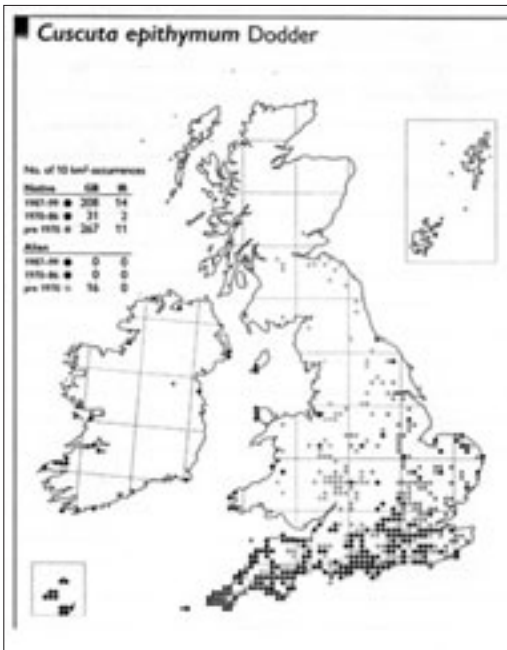 Cuscuta epithymum Dodder
No. of 10 km² occurrences
Native GB IR
1987-99 ● 208 14
1970-86 ● 31 2
pre 1970 ● 267 11
Alien
1987-99 ● 0 0
1970-86 ● 0 0
pre 1970 ● 16 0